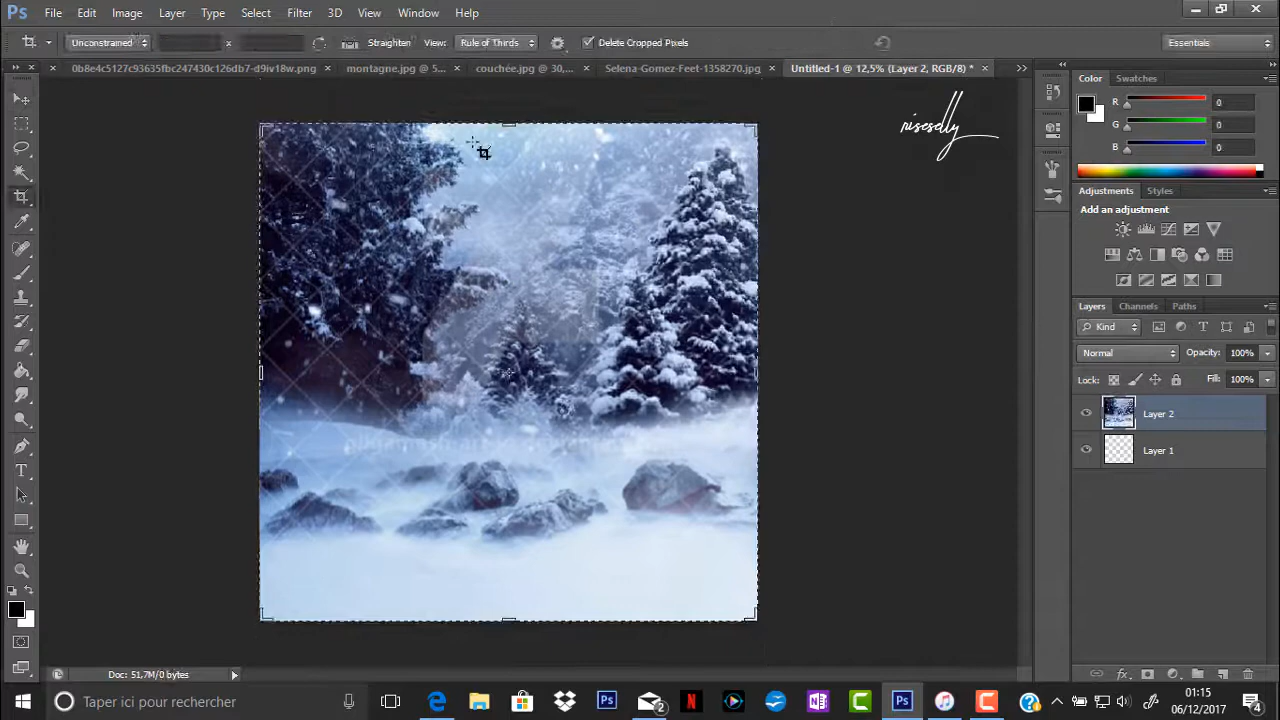 Ps File Edit Image Layer Type Select Filter 3D View Window Help
Unconstrained x Straighten View: Rule of Thirds Delete Cropped Pixels Essentials
0b8e4c5127c93635fbc247430c126db7-d9iv18w.png × montagne.jpg @ 5... × couchée.jpg @ 30,... × Selena-Gomez-Feet-1358270.jpg × Untitled-1 @ 12,5% (Layer 2, RGB/8) * ×
Color Swatches
R 0
G 0
B 0
Adjustments Styles
Add an adjustment
Layers Channels Paths
Kind
Normal Opacity: 100%
Lock: Fill: 100%
Layer 2
Layer 1
Doc: 51,7M/0 bytes
Taper ici pour rechercher
2
Ps
N
N
C
Ps
C
01:15
06/12/2017
4